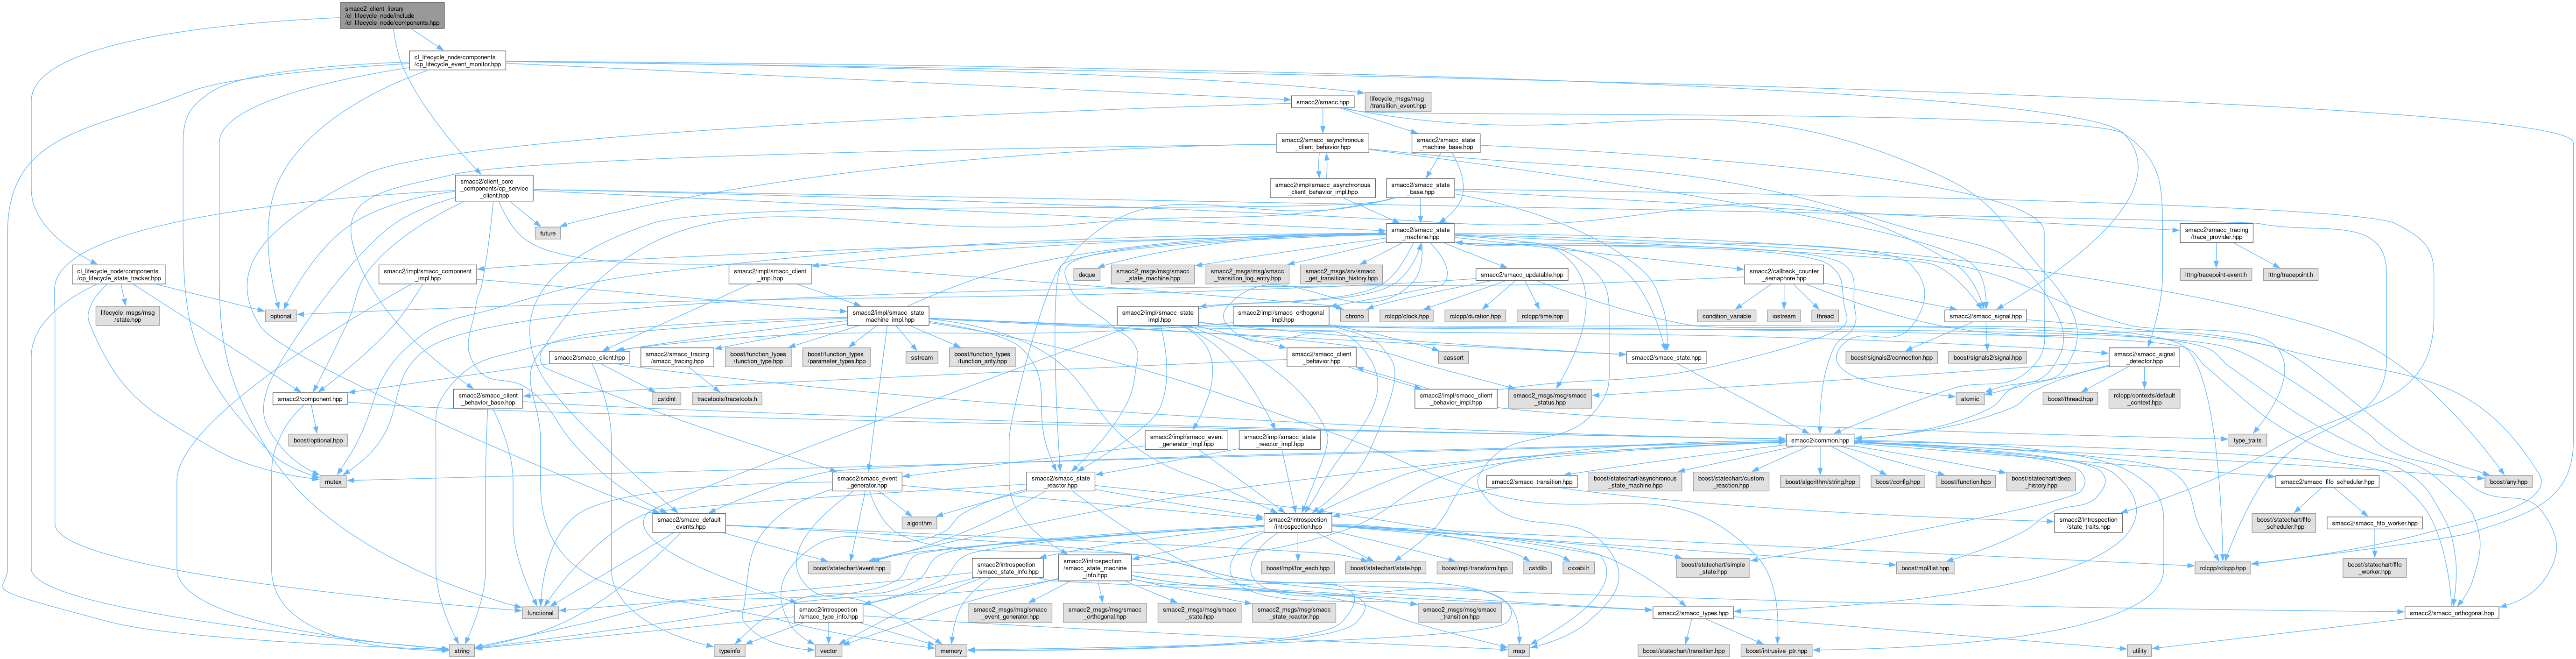 smacc2_client_library
/cl_lifecycle_node/include
/cl_lifecycle_node/components.hpp
cl_lifecycle_node/components
/cp_lifecycle_event_monitor.hpp
smacc2/smacc.hpp
lifecycle_msgs/msg
/transition_event.hpp
smacc2/smacc_asynchronous
_client_behavior.hpp
smacc2/smacc_state
_machine_base.hpp
smacc2/client_core
_components/cp_service
_client.hpp
smacc2/impl/smacc_asynchronous
_client_behavior_impl.hpp
smacc2/smacc_state
_base.hpp
future
smacc2/smacc_state
_machine.hpp
smacc2/smacc_tracing
/trace_provider.hpp
cl_lifecycle_node/components
/cp_lifecycle_state_tracker.hpp
smacc2/impl/smacc_component
_impl.hpp
smacc2/impl/smacc_client
_impl.hpp
deque
smacc2_msgs/msg/smacc
_state_machine.hpp
smacc2_msgs/msg/smacc
_transition_log_entry.hpp
smacc2_msgs/srv/smacc
_get_transition_history.hpp
smacc2/smacc_updatable.hpp
smacc2/callback_counter
_semaphore.hpp
lttng/tracepoint-event.h
lttng/tracepoint.h
lifecycle_msgs/msg
/state.hpp
optional
smacc2/impl/smacc_state
_machine_impl.hpp
smacc2/impl/smacc_state
_impl.hpp
smacc2/impl/smacc_orthogonal
_impl.hpp
chrono
rclcpp/clock.hpp
rclcpp/duration.hpp
rclcpp/time.hpp
condition_variable
iostream
thread
smacc2/smacc_signal.hpp
smacc2/smacc_client.hpp
smacc2/smacc_tracing
/smacc_tracing.hpp
boost/function_types
/function_type.hpp
boost/function_types
/parameter_types.hpp
sstream
boost/function_types
/function_arity.hpp
smacc2/smacc_client
_behavior.hpp
cassert
smacc2/smacc_state.hpp
boost/signals2/connection.hpp
boost/signals2/signal.hpp
smacc2/smacc_signal
_detector.hpp
smacc2/component.hpp
smacc2/smacc_client
_behavior_base.hpp
cstdint
tracetools/tracetools.h
smacc2/impl/smacc_client
_behavior_impl.hpp
smacc2_msgs/msg/smacc
_status.hpp
atomic
boost/thread.hpp
rclcpp/contexts/default
_context.hpp
boost/optional.hpp
smacc2/impl/smacc_event
_generator_impl.hpp
smacc2/impl/smacc_state
_reactor_impl.hpp
smacc2/common.hpp
type_traits
mutex
smacc2/smacc_event
_generator.hpp
smacc2/smacc_state
_reactor.hpp
smacc2/smacc_transition.hpp
boost/statechart/asynchronous
_state_machine.hpp
boost/statechart/custom
_reaction.hpp
boost/algorithm/string.hpp
boost/config.hpp
boost/function.hpp
boost/statechart/deep
_history.hpp
smacc2/smacc_fifo_scheduler.hpp
boost/any.hpp
smacc2/smacc_default
_events.hpp
algorithm
smacc2/introspection
/introspection.hpp
smacc2/introspection
/state_traits.hpp
boost/statechart/fifo
_scheduler.hpp
smacc2/smacc_fifo_worker.hpp
boost/statechart/event.hpp
smacc2/introspection
/smacc_state_info.hpp
smacc2/introspection
/smacc_state_machine
_info.hpp
boost/mpl/for_each.hpp
boost/statechart/state.hpp
boost/mpl/transform.hpp
cstdlib
cxxabi.h
boost/statechart/simple
_state.hpp
boost/mpl/list.hpp
rclcpp/rclcpp.hpp
boost/statechart/fifo
_worker.hpp
functional
smacc2/introspection
/smacc_type_info.hpp
smacc2_msgs/msg/smacc
_event_generator.hpp
smacc2_msgs/msg/smacc
_orthogonal.hpp
smacc2_msgs/msg/smacc
_state.hpp
smacc2_msgs/msg/smacc
_state_reactor.hpp
smacc2_msgs/msg/smacc
_transition.hpp
smacc2/smacc_types.hpp
smacc2/smacc_orthogonal.hpp
string
typeinfo
vector
memory
map
boost/statechart/transition.hpp
boost/intrusive_ptr.hpp
utility